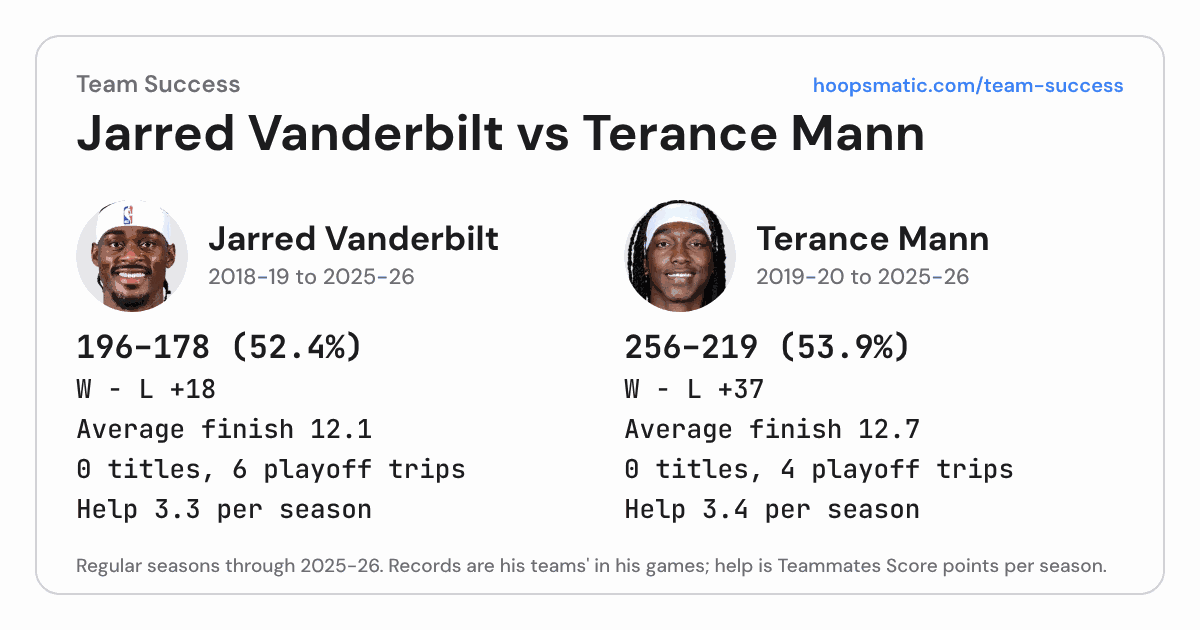 Team Success
hoopsmatic.com/team-success
Jarred Vanderbilt vs Terance Mann
Jarred Vanderbilt
2018-19 to 2025-26
196-178 (52.4%)
W - L +18
Average finish 12.1
0 titles, 6 playoff trips
Help 3.3 per season
Terance Mann
2019-20 to 2025-26
256-219 (53.9%)
W - L +37
Average finish 12.7
0 titles, 4 playoff trips
Help 3.4 per season
Regular seasons through 2025-26. Records are his teams' in his games; help is Teammates Score points per season.